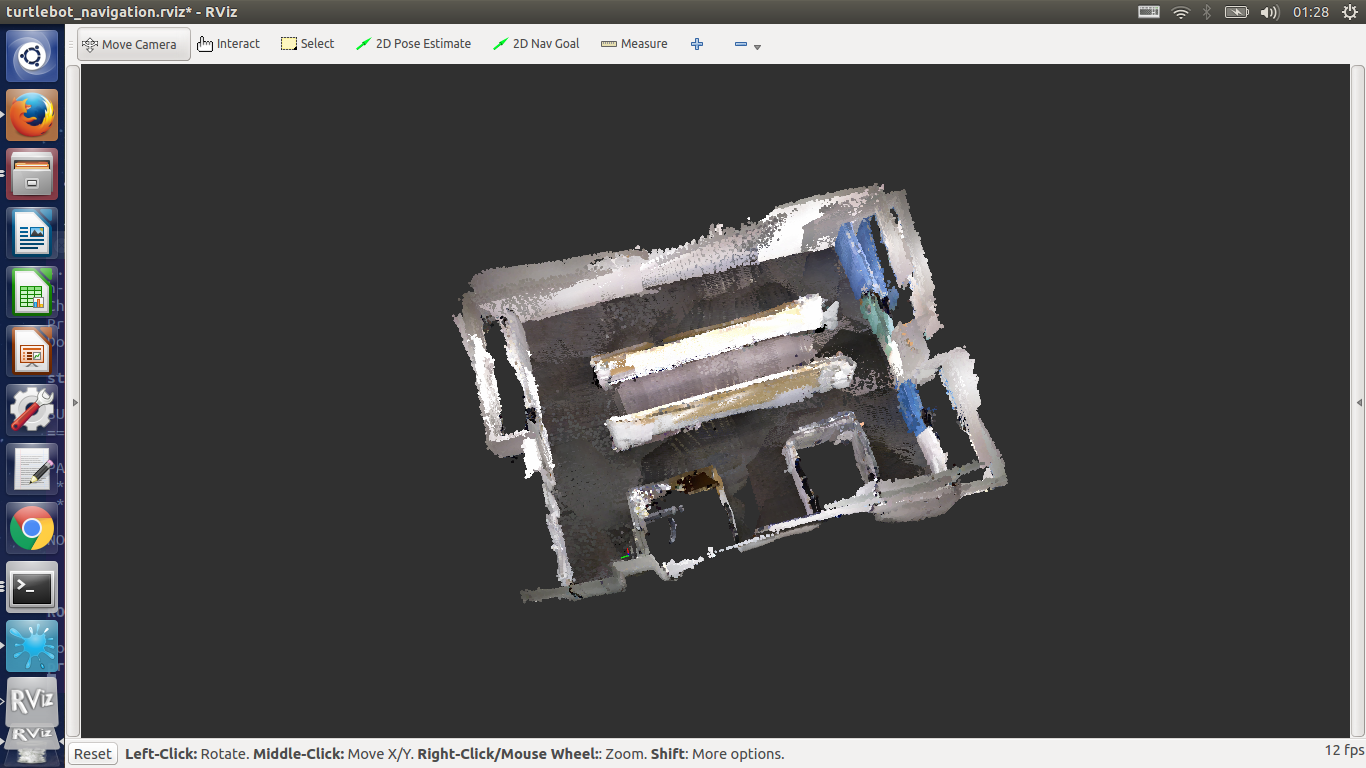 turtlebot_navigation.rviz* - RViz
01:28
Move Camera
Interact
Select
2D Pose Estimate
2D Nav Goal
Measure
RViz
RViz
Reset
Left-Click: Rotate. Middle-Click: Move X/Y. Right-Click/Mouse Wheel:: Zoom. Shift: More options.
12 fps